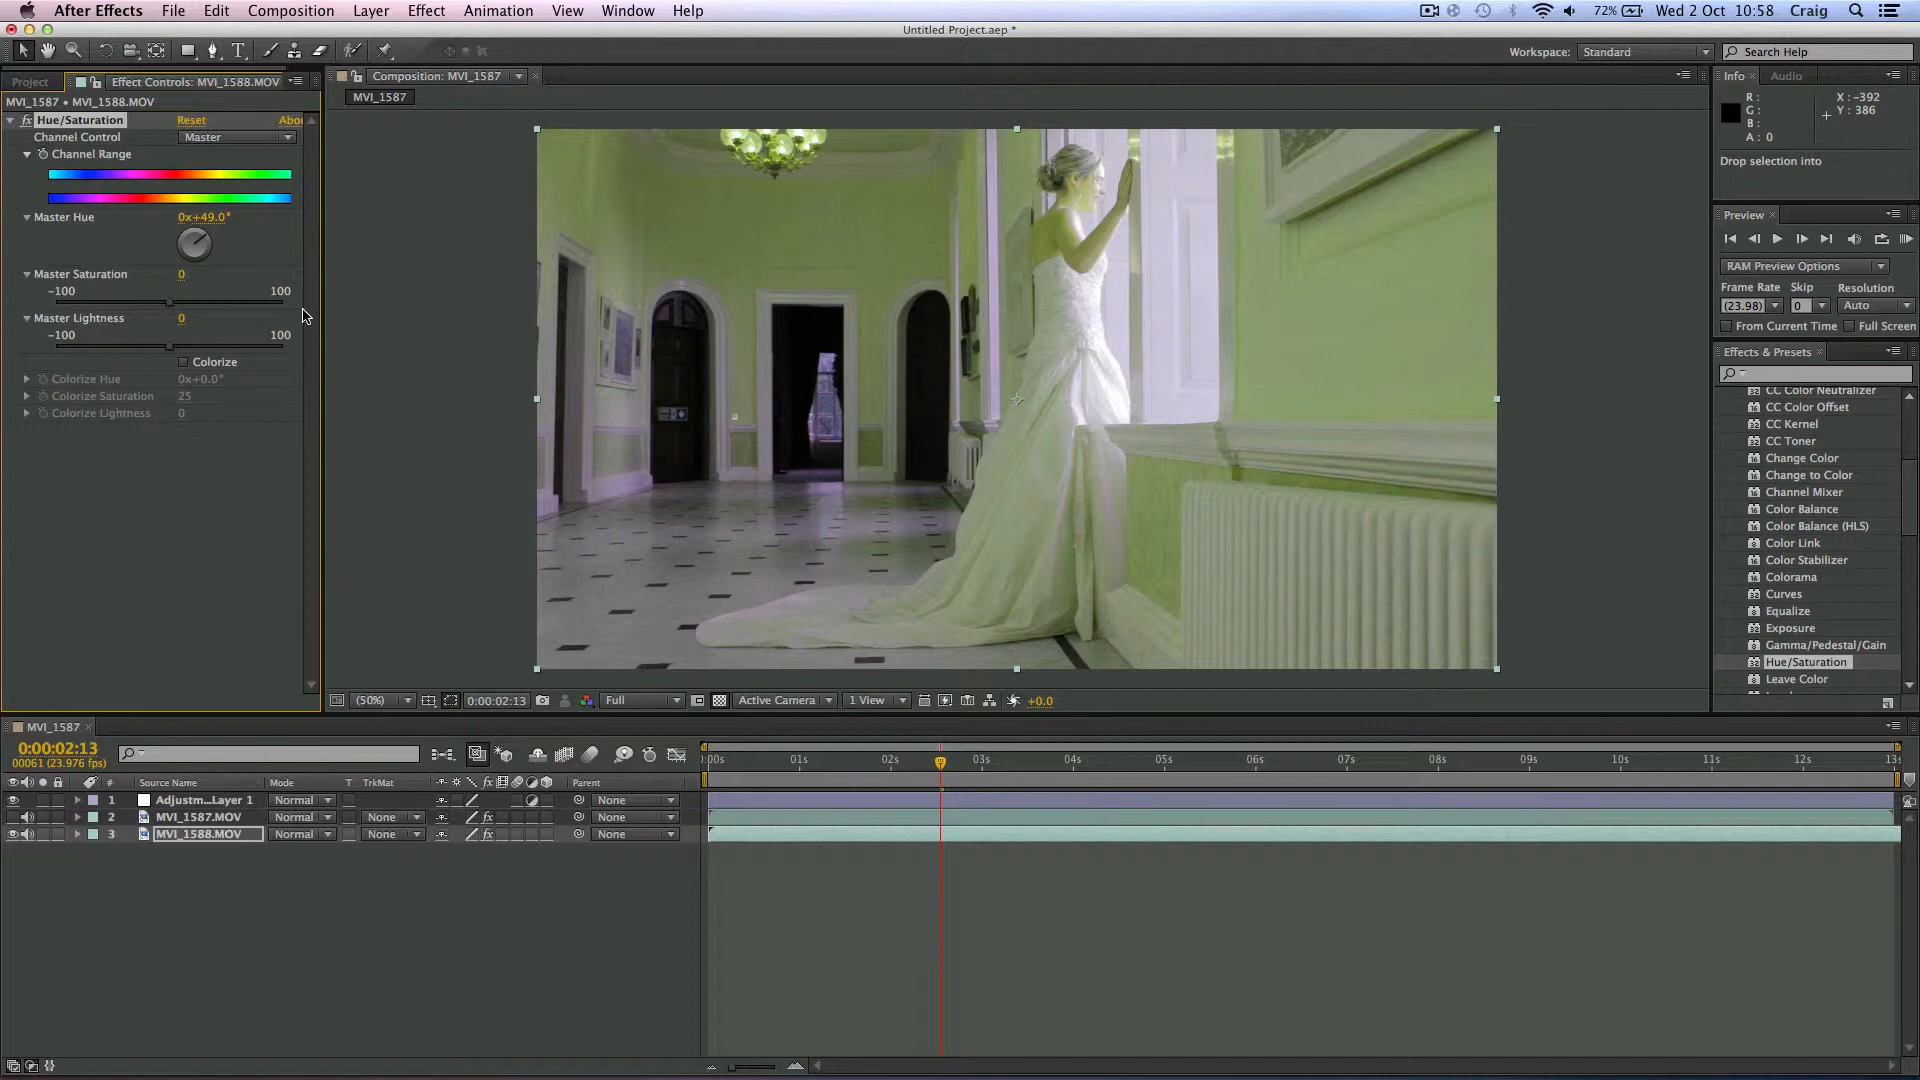 After Effects File Edit Composition Layer Effect Animation View Window Help 72% Wed 2 Oct 10:58 Craig
Untitled Project.aep *
Workspace: Standard Search Help
Project Effect Controls: MVI_1588.MOV
MVI_1587 • MVI_1588.MOV
fx Hue/Saturation Reset Abou
Channel Control Master
Channel Range
Master Hue 0x+49.0°
Master Saturation 0
-100 100
Master Lightness 0
-100 100
Colorize
Colorize Hue 0x+0.0°
Colorize Saturation 25
Colorize Lightness 0
Composition: MVI_1587
MVI_1587
(50%) 0:00:02:13 Full Active Camera 1 View +0.0
Info Audio
R: X: -392
G: Y: 386
B:
A: 0
Drop selection into
Preview
RAM Preview Options
Frame Rate Skip Resolution
(23.98) 0 Auto
From Current Time Full Screen
Effects & Presets
CC Color Neutralizer
CC Color Offset
CC Kernel
CC Toner
Change Color
Change to Color
Channel Mixer
Color Balance
Color Balance (HLS)
Color Link
Color Stabilizer
Colorama
Curves
Equalize
Exposure
Gamma/Pedestal/Gain
Hue/Saturation
Leave Color
MVI_1587
0:00:02:13
00061 (23.976 fps)
# Source Name Mode T TrkMat fx Parent
1 Adjustm...Layer 1 Normal None
2 MVI_1587.MOV Normal None fx None
3 MVI_1588.MOV Normal None fx None
:00s 01s 02s 03s 04s 05s 06s 07s 08s 09s 10s 11s 12s 13s